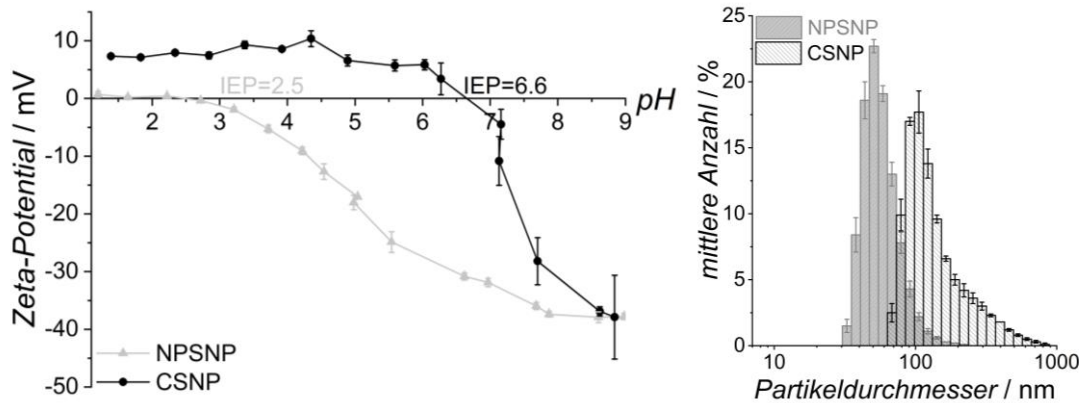 Zeta-Potential / mV
10
0
-10
-20
-30
-40
-50
IEP=2.5
IEP=6.6
pH
2 3 4 5 6 7 8 9
NPSNP
CSNP
mittlere Anzahl / %
25
20
15
10
5
0
NPSNP
CSNP
10 100 1000
Partikeldurchmesser / nm